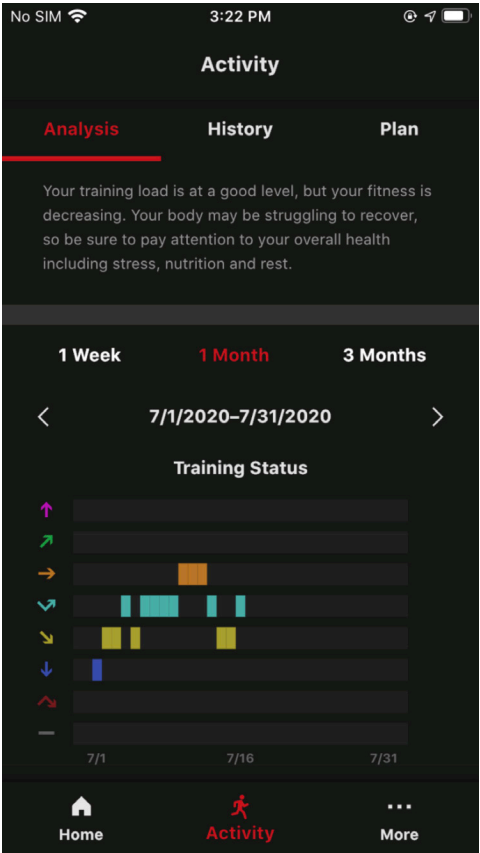 No SIM 3:22 PM
Activity
Analysis History Plan
Your training load is at a good level, but your fitness is
decreasing. Your body may be struggling to recover,
so be sure to pay attention to your overall health
including stress, nutrition and rest.
1 Week 1 Month 3 Months
7/1/2020–7/31/2020
Training Status
7/1 7/16 7/31
Home Activity More